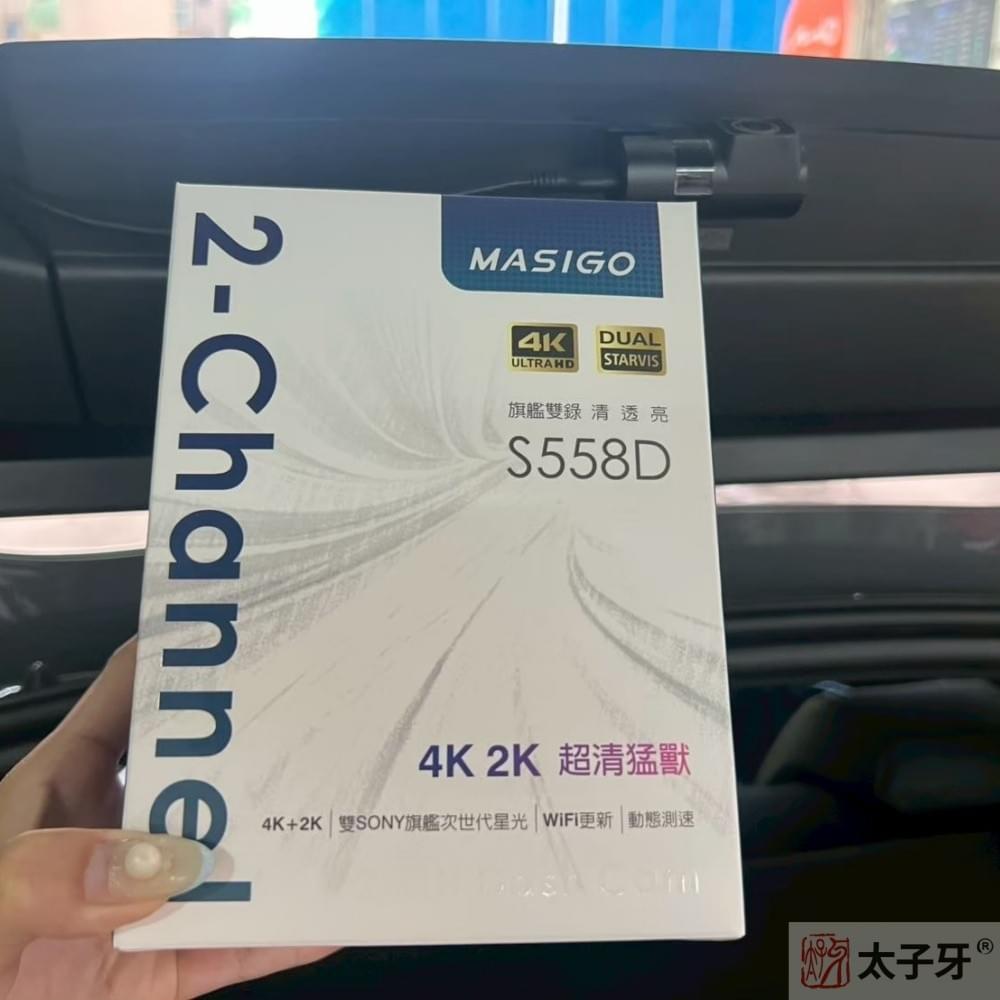 2-Channel
MASIGO
4K
ULTRA HD
DUAL
STARVIS
旗艦雙錄 清 透 亮
S558D
4K 2K 超清猛獸
4K+2K | 雙SONY旗艦次世代星光 | WiFi更新 | 動態測速
Dash Cam
太子牙®